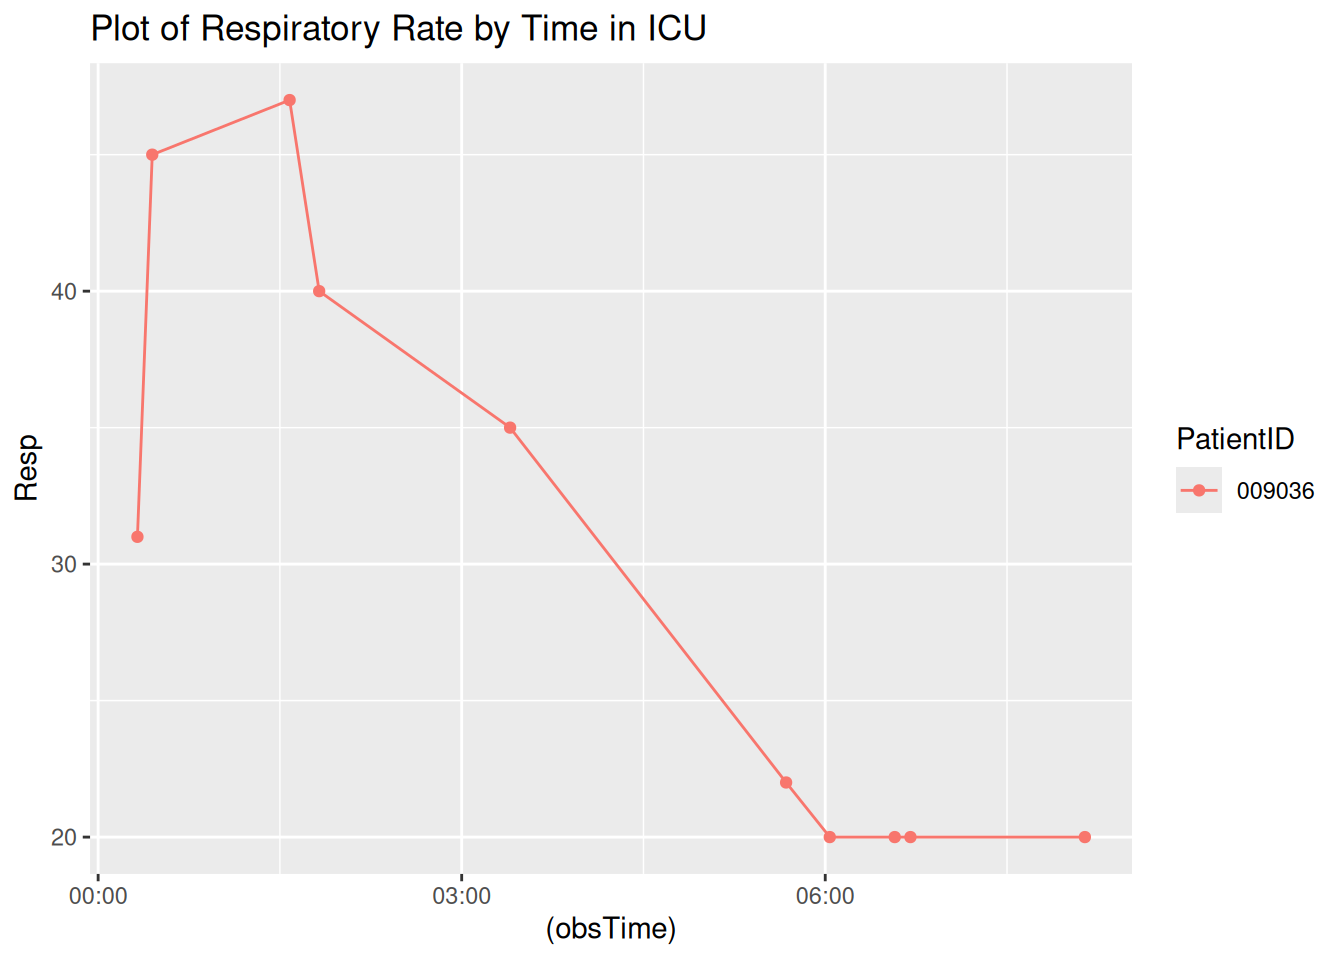 Plot of Respiratory Rate by Time in ICU
Resp
40
30
20
00:00 03:00 06:00
(obsTime)
PatientID
009036